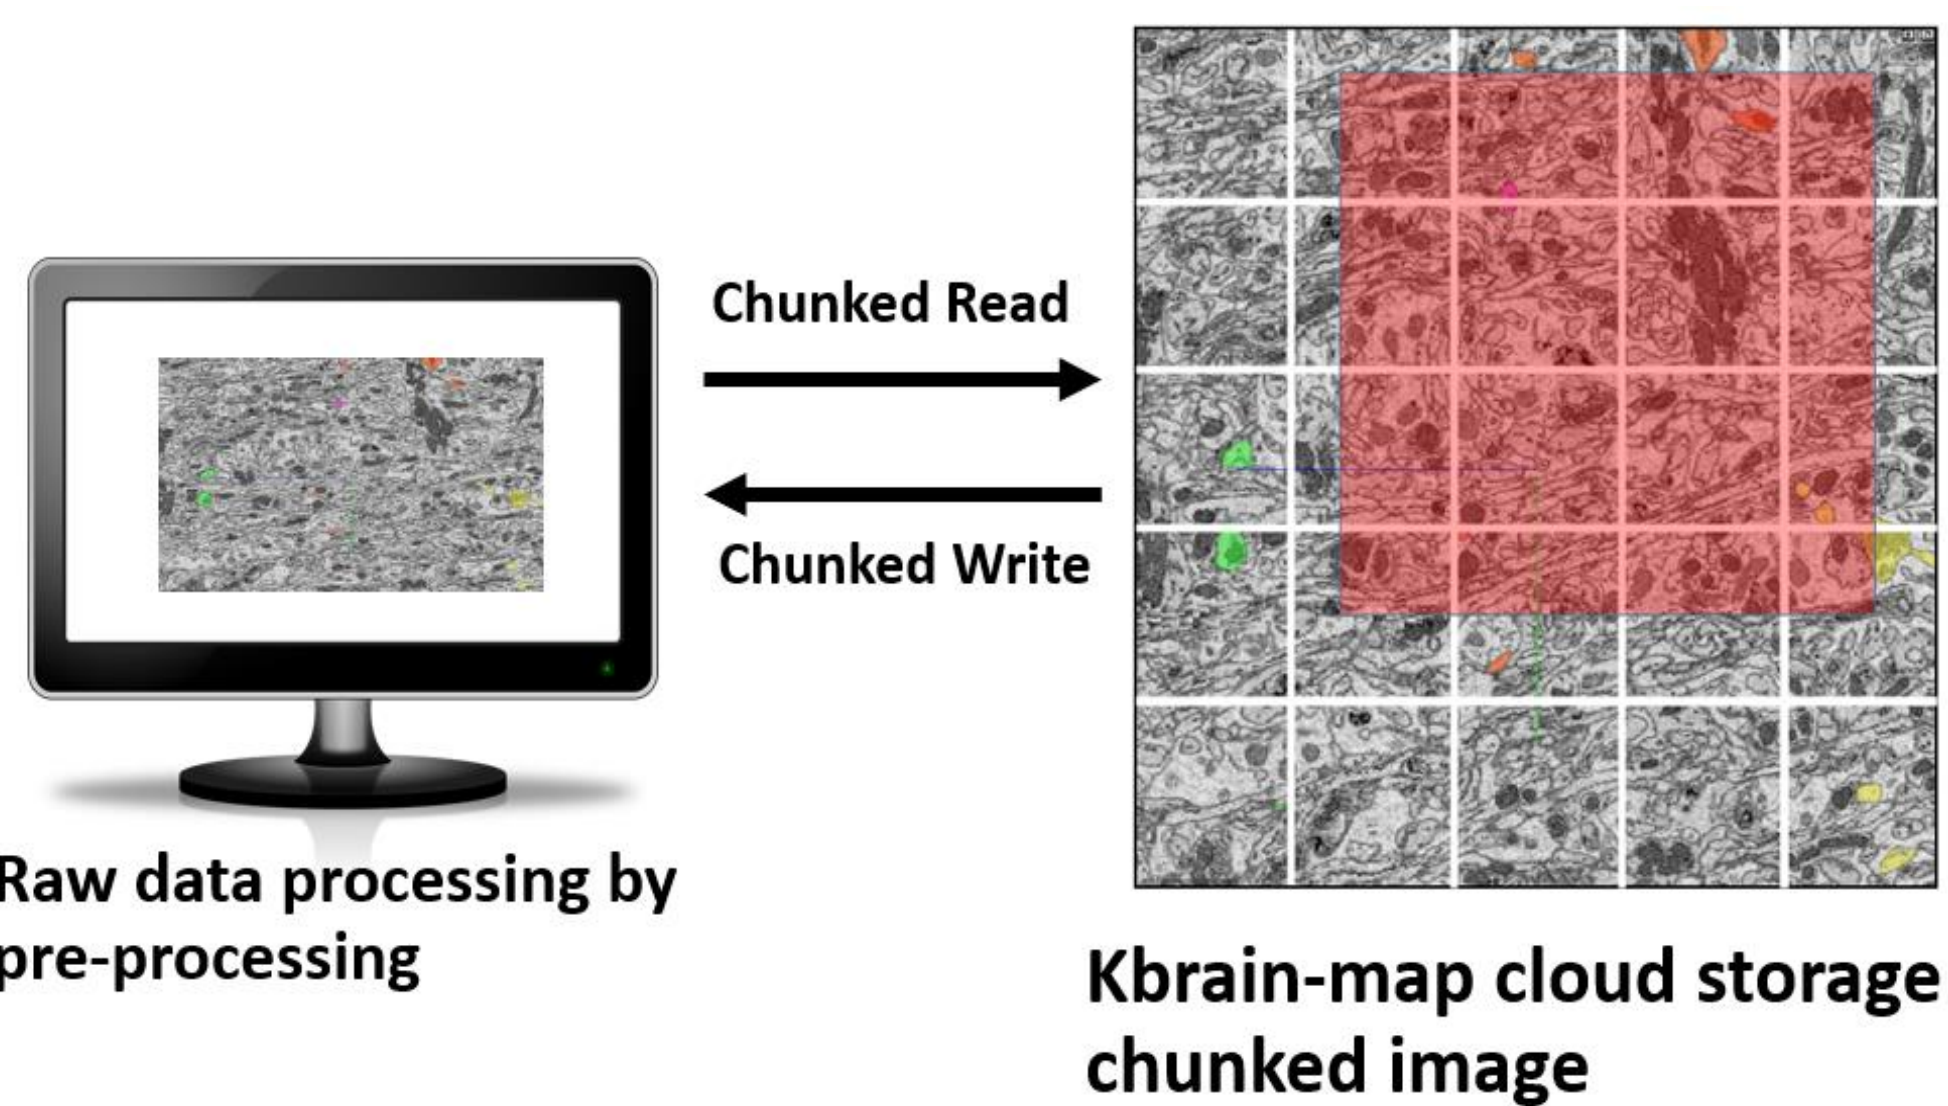 Chunked Read
Chunked Write
Raw data processing by
pre-processing
Kbrain-map cloud storage
chunked image